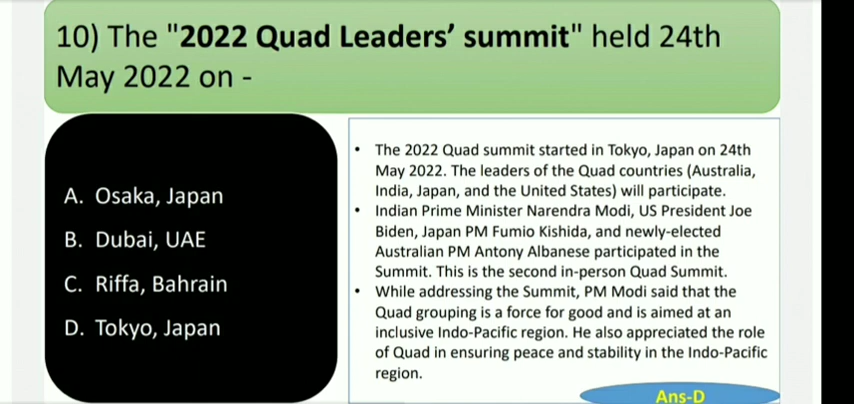 10) The "2022 Quad Leaders’ summit" held 24th
May 2022 on -
A. Osaka, Japan
B. Dubai, UAE
C. Riffa, Bahrain
D. Tokyo, Japan
• The 2022 Quad summit started in Tokyo, Japan on 24th
May 2022. The leaders of the Quad countries (Australia,
India, Japan, and the United States) will participate.
• Indian Prime Minister Narendra Modi, US President Joe
Biden, Japan PM Fumio Kishida, and newly-elected
Australian PM Antony Albanese participated in the
Summit. This is the second in-person Quad Summit.
• While addressing the Summit, PM Modi said that the
Quad grouping is a force for good and is aimed at an
inclusive Indo-Pacific region. He also appreciated the role
of Quad in ensuring peace and stability in the Indo-Pacific
region.
Ans-D